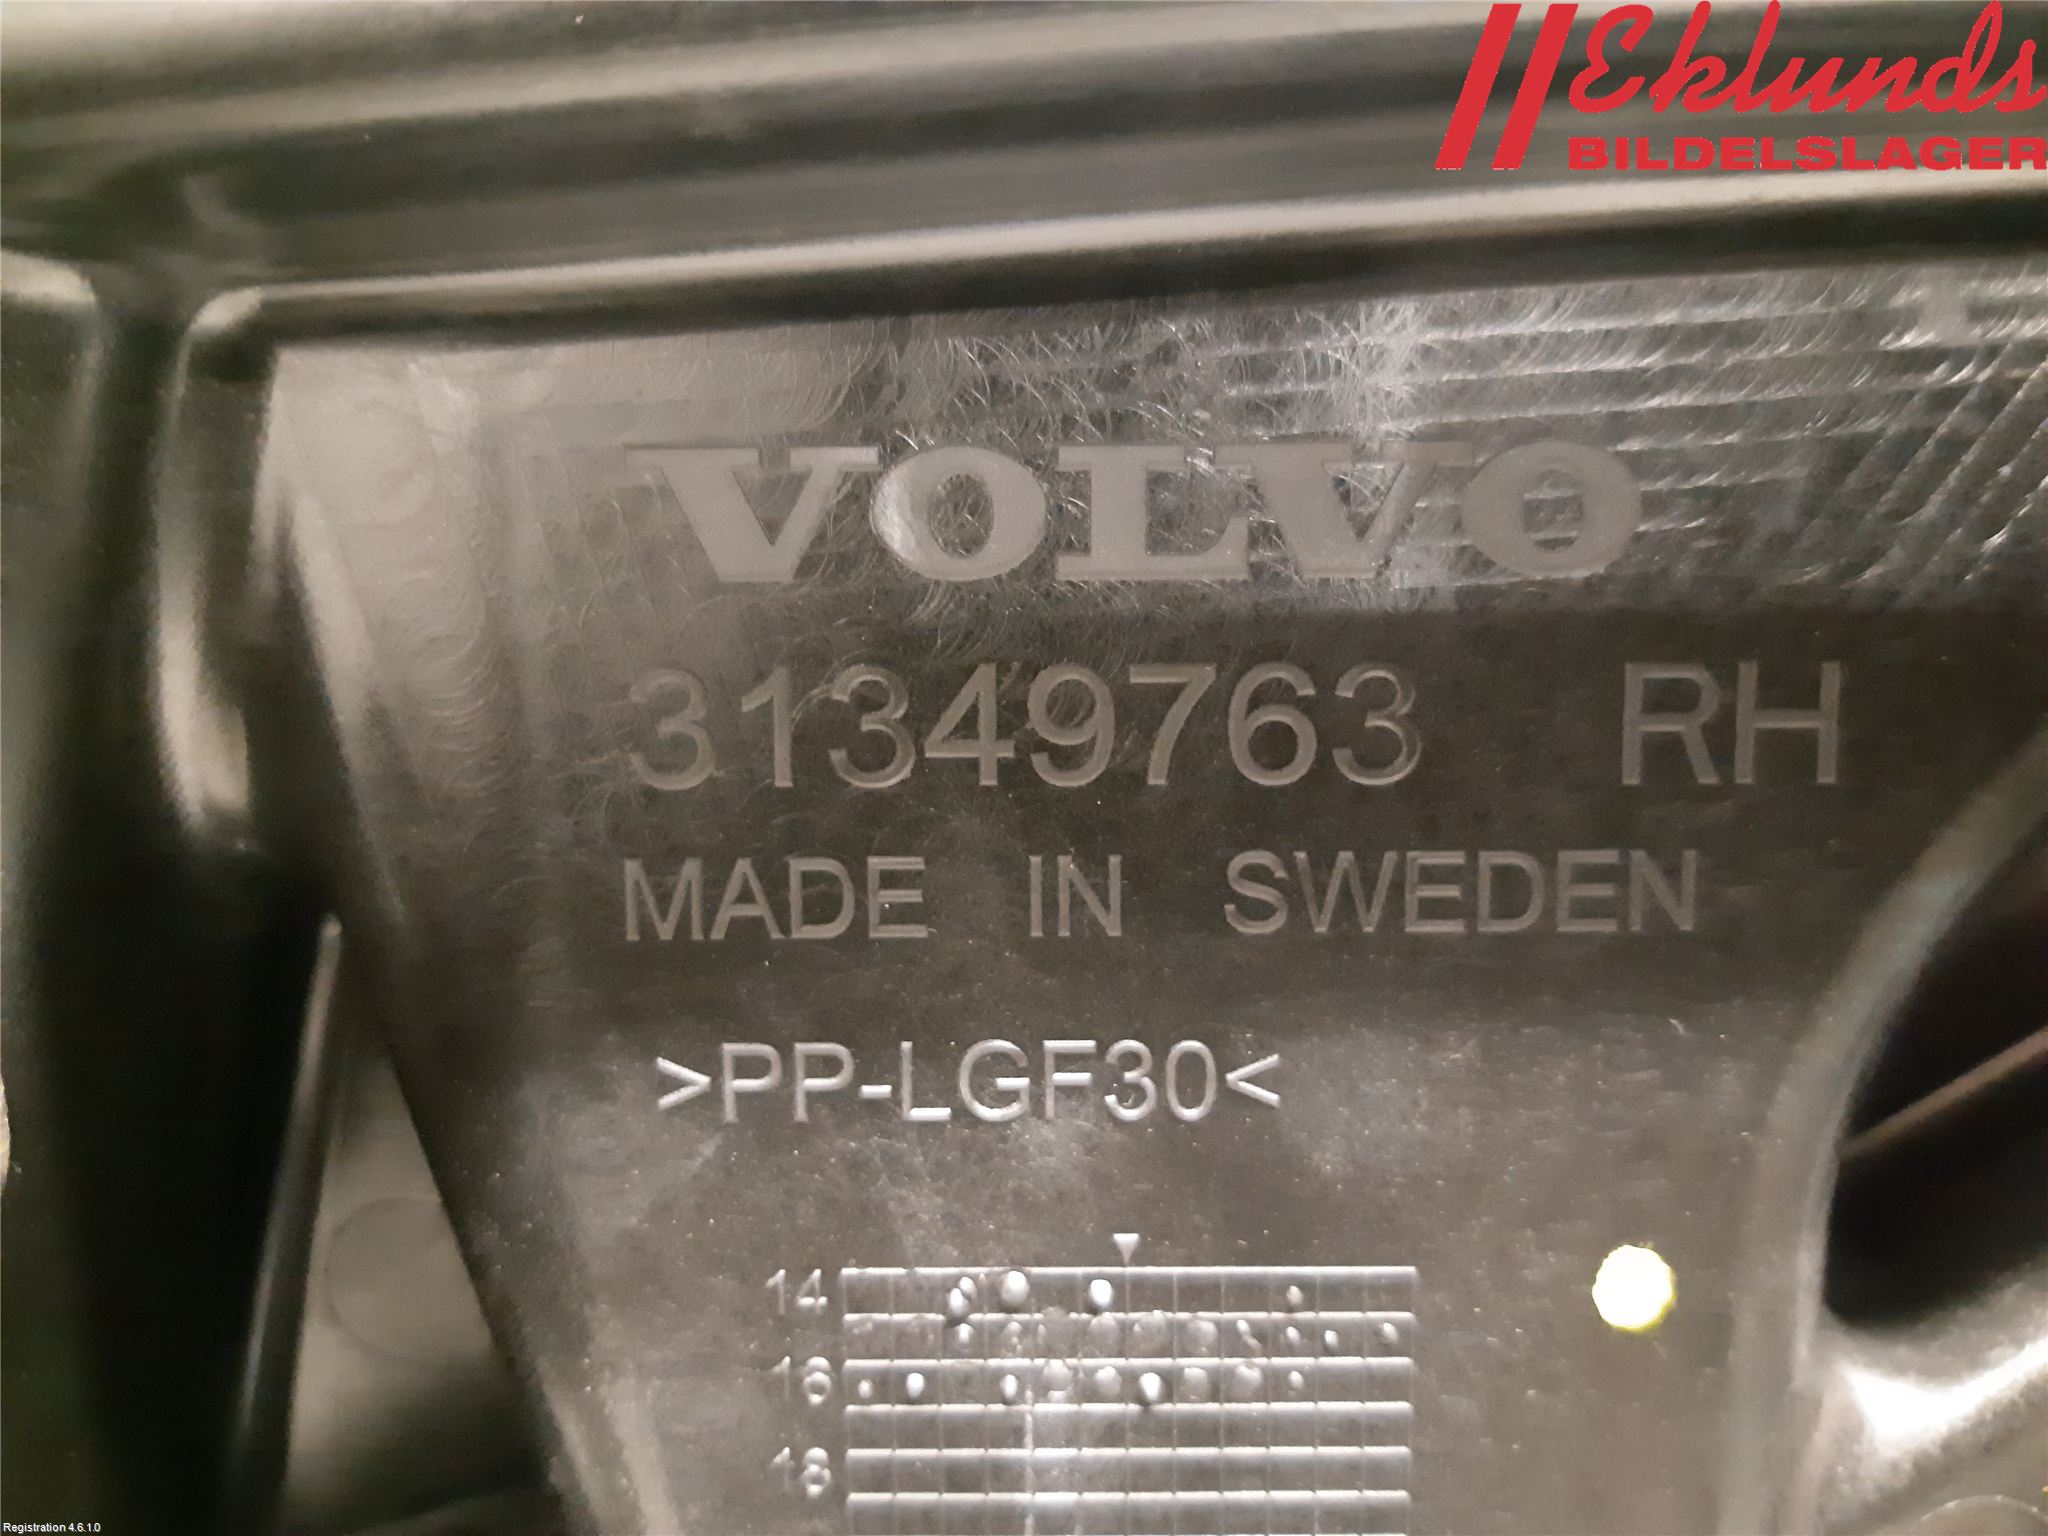 Eklunds
BILDELSLAGER
VOLVO
31349763 RH
MADE IN SWEDEN
>PP-LGF30<
14
16
18
Registration 4.6.1.0